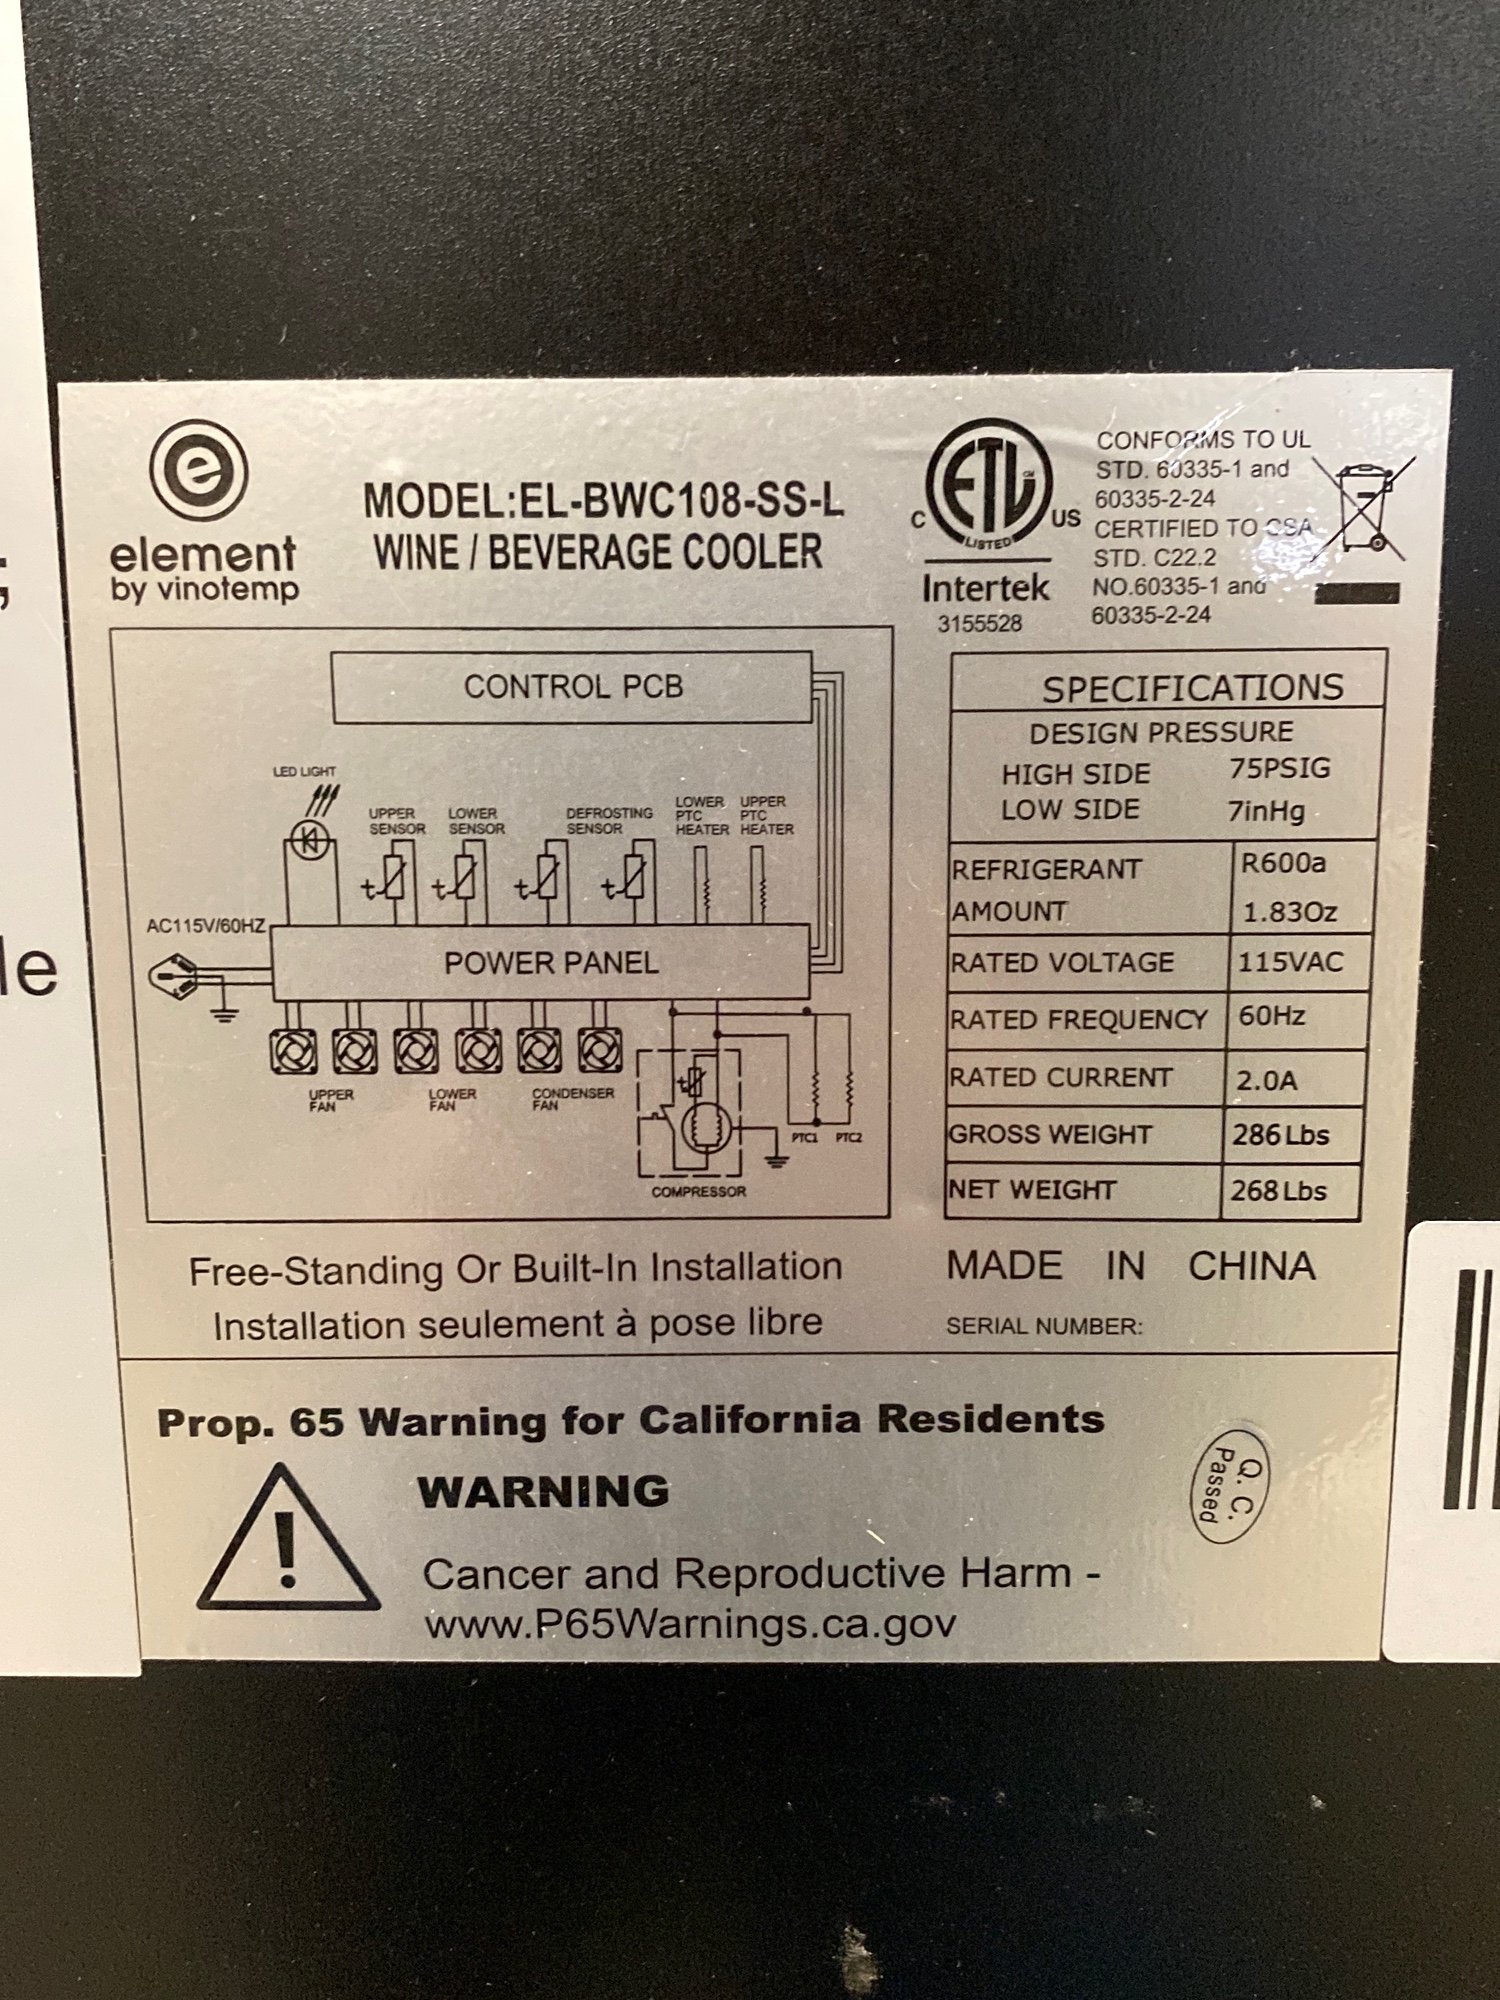 ;
le
e
element
by vinotemp
MODEL:EL-BWC108-SS-L
WINE / BEVERAGE COOLER
ETL
CM
C
US
LISTED
Intertek
3155528
CONFORMS TO UL
STD. 60335-1 and
60335-2-24
CERTIFIED TO CSA
STD. C22.2
NO.60335-1 and
60335-2-24
CONTROL PCB
LED LIGHT
UPPER SENSOR
LOWER SENSOR
DEFROSTING SENSOR
LOWER PTC HEATER
UPPER PTC HEATER
t
t
t
t
AC115V/60HZ
POWER PANEL
UPPER FAN
LOWER FAN
CONDENSER FAN
t
COMPRESSOR
PTC1
PTC2
SPECIFICATIONS
DESIGN PRESSURE
HIGH SIDE 75PSIG
LOW SIDE 7inHg
REFRIGERANT R600a
AMOUNT 1.83Oz
RATED VOLTAGE 115VAC
RATED FREQUENCY 60Hz
RATED CURRENT 2.0A
GROSS WEIGHT 286Lbs
NET WEIGHT 268Lbs
Free-Standing Or Built-In Installation
Installation seulement à pose libre
MADE IN CHINA
SERIAL NUMBER:
Prop. 65 Warning for California Residents
!
WARNING
Cancer and Reproductive Harm -
www.P65Warnings.ca.gov
Q. C.
Passed